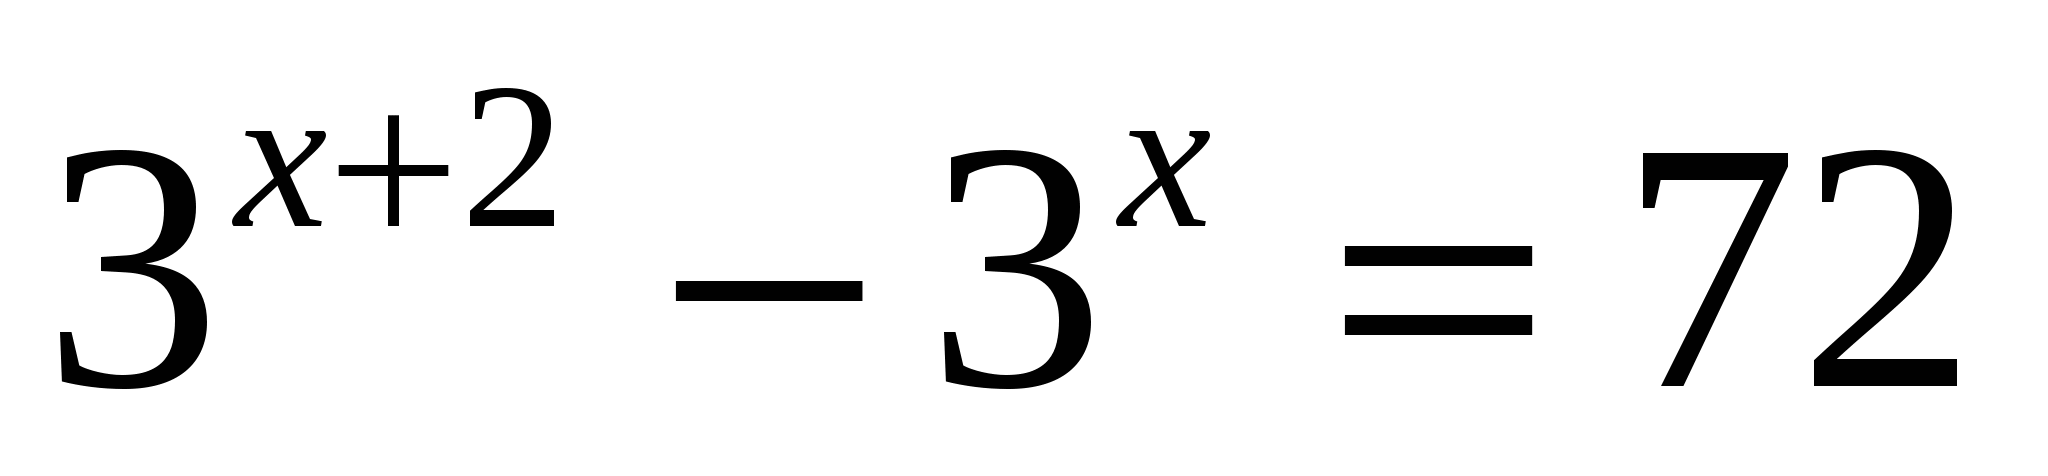 3^{x+2} − 3^x = 72